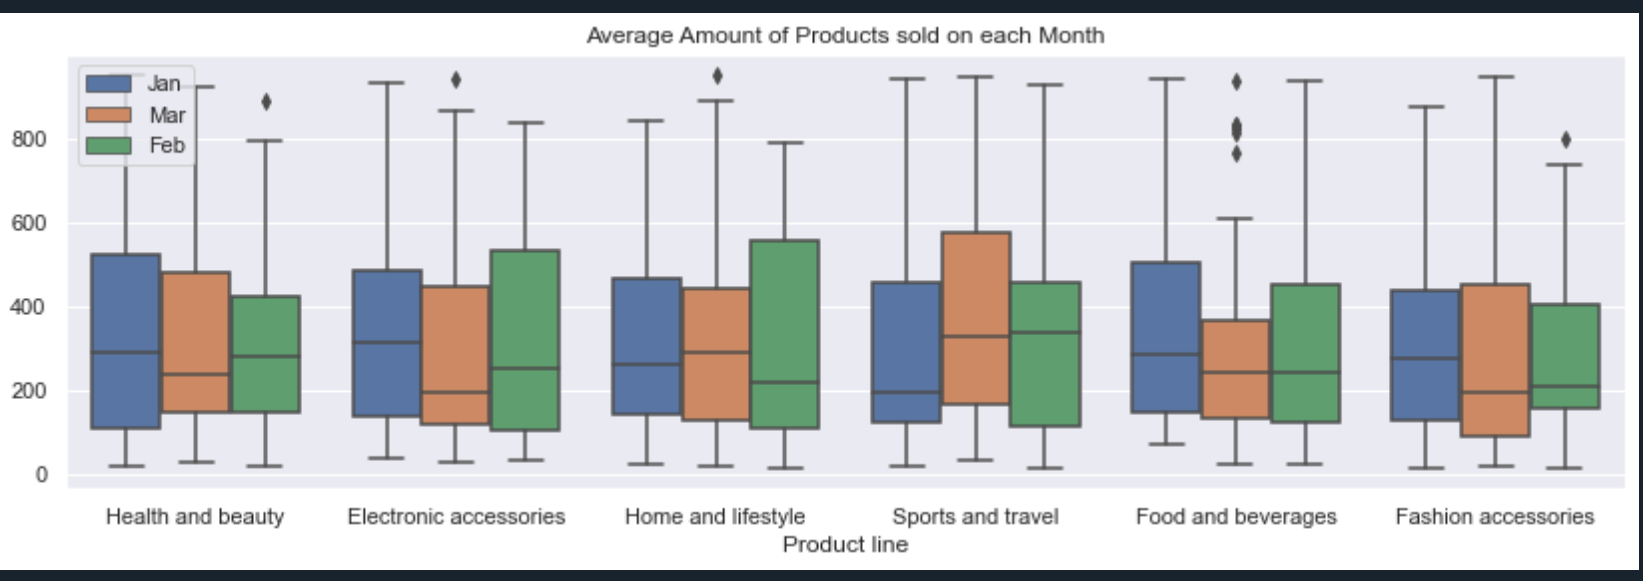 Average Amount of Products sold on each Month
Jan
Mar
Feb
800
600
400
200
0
Health and beauty Electronic accessories Home and lifestyle Sports and travel Food and beverages Fashion accessories
Product line